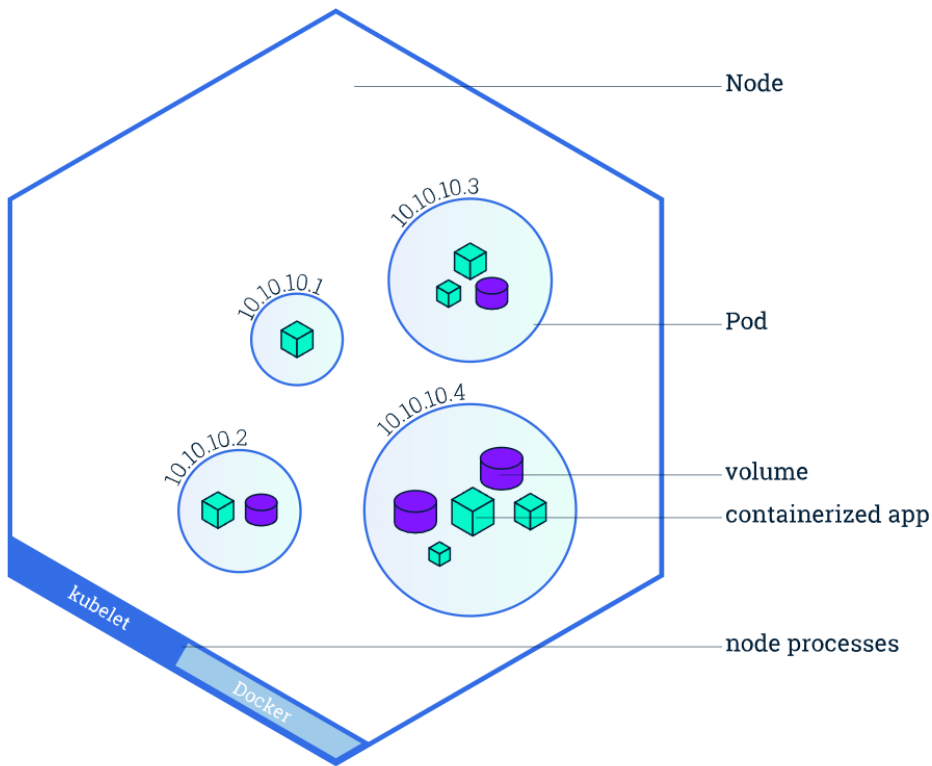 Node
10.10.10.3
10.10.10.1
Pod
10.10.10.4
10.10.10.2
volume
containerized app
kubelet
node processes
Docker